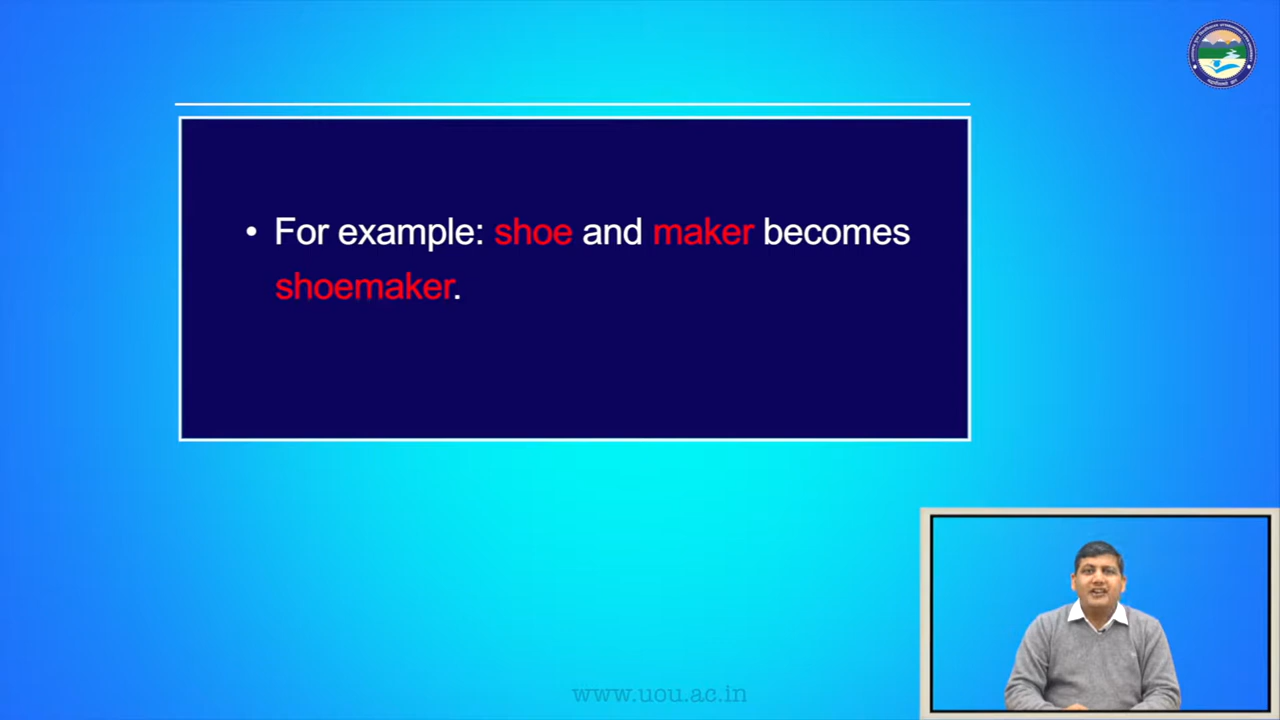 • For example: shoe and maker becomes
shoemaker.
www.uou.ac.in